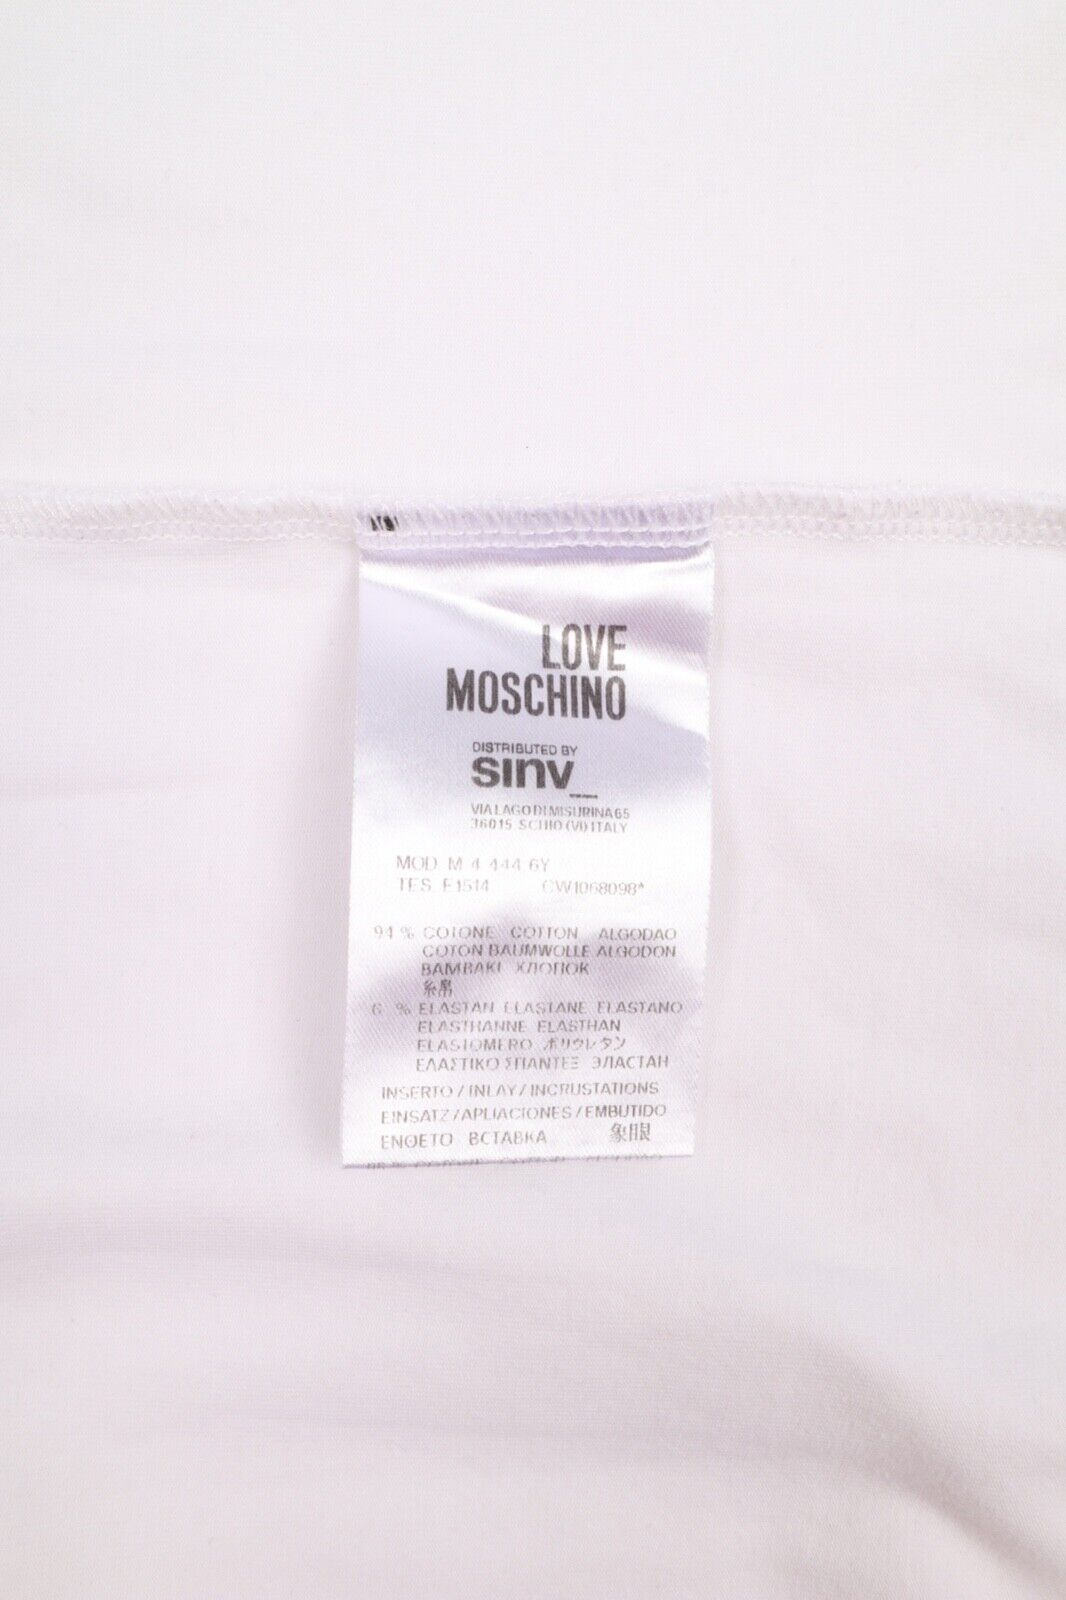 LOVE
MOSCHINO
DISTRIBUTED BY
sinv_
VIA LAGO DI MISURINA 65
36015 SCHIO (VI) ITALY
MOD M 4 444 6Y
TES. E1514 CW1068098*
94 % COTONE COTTON ALGODAO
COTON BAUMWOLLE ALGODON
BAMBAKI ХЛОПОК
6 % ELASTAN ELASTANE ELASTANO
ELASTHANNE ELASTHAN
ELASTOMERO ポリウレタン
ΕΛΑΣΤΙΚΟ ΣΠΑΝΤΕΞ ЭЛАСТАН
INSERTO / INLAY / INCRUSTATIONS
EINSATZ / APLIACIONES / EMBUTIDO
ΕΝΘΕΤΟ ВСТАВКА 象眼